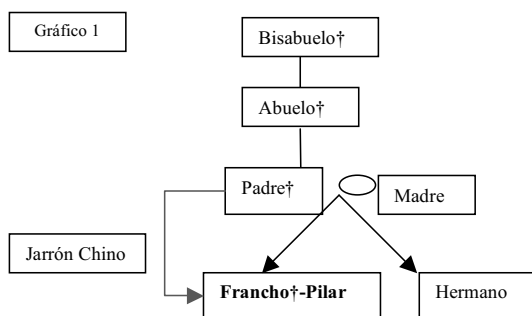 Gráfico 1
Bisabuelo†
Abuelo†
Padre†
Madre
Jarrón Chino
Francho†-Pilar
Hermano